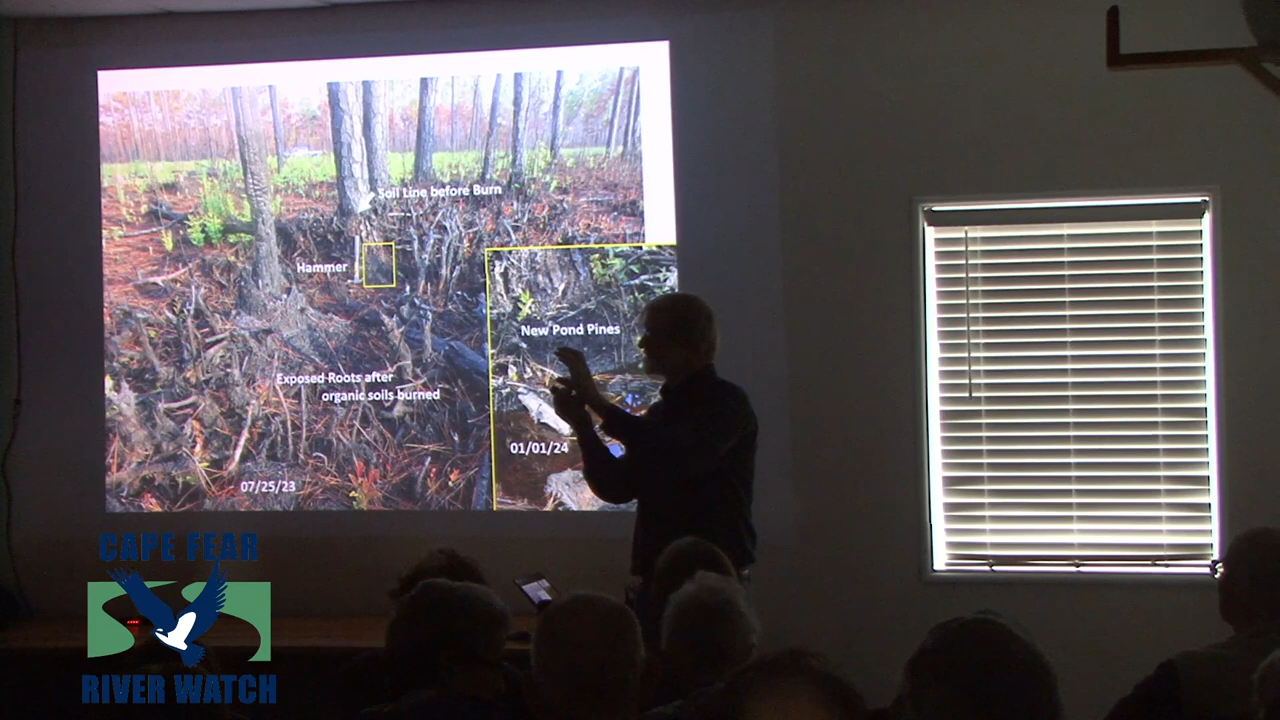 Soil Line before Burn
Hammer
New Pond Pines
Exposed Roots after
organic soils burned
01/01/24
07/25/23
CAPE FEAR
RIVER WATCH